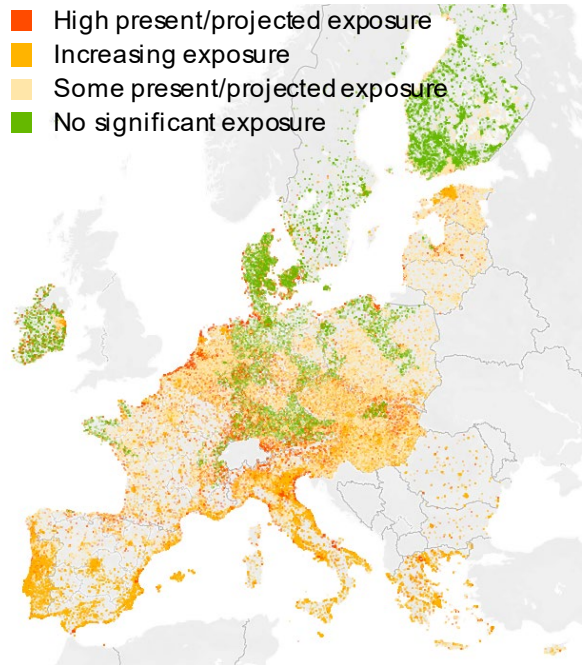 High present/projected exposure
Increasing exposure
Some present/projected exposure
No significant exposure